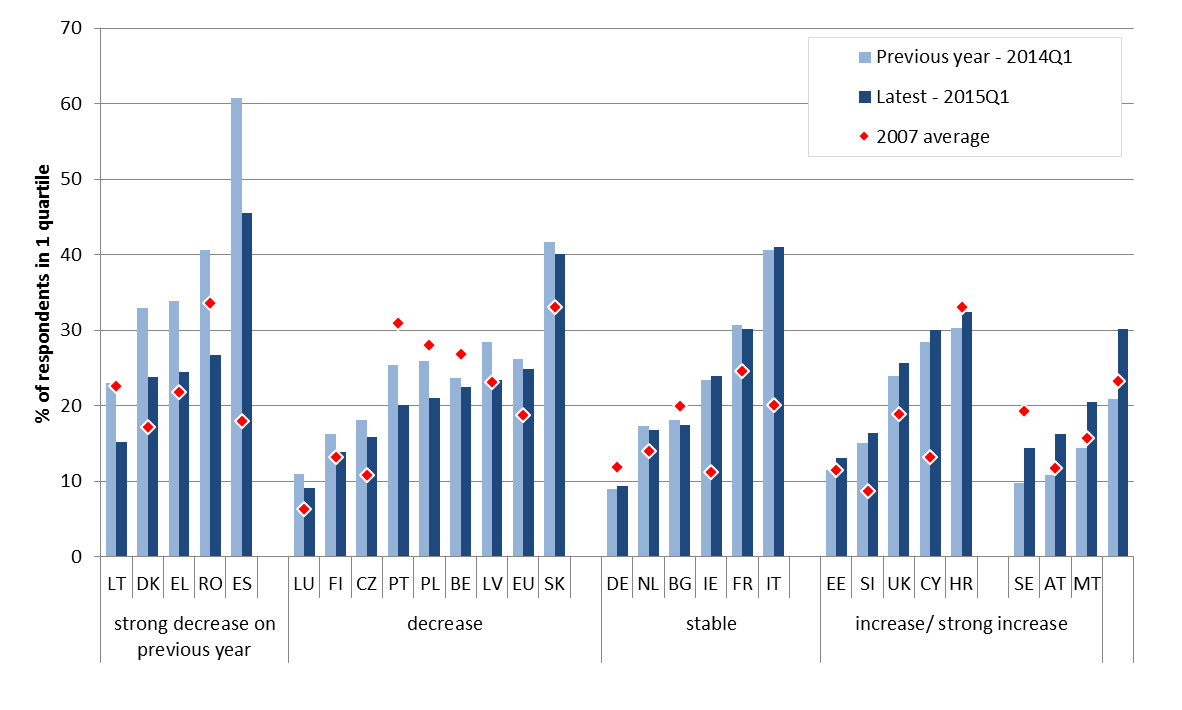 70
60
50
40
30
20
10
0
% of respondents in 1 quartile
Previous year - 2014Q1
Latest - 2015Q1
2007 average
LT DK EL RO ES LU FI CZ PT PL BE LV EU SK DE NL BG IE FR IT EE SI UK CY HR SE AT MT
strong decrease on
previous year
decrease
stable
increase/ strong increase